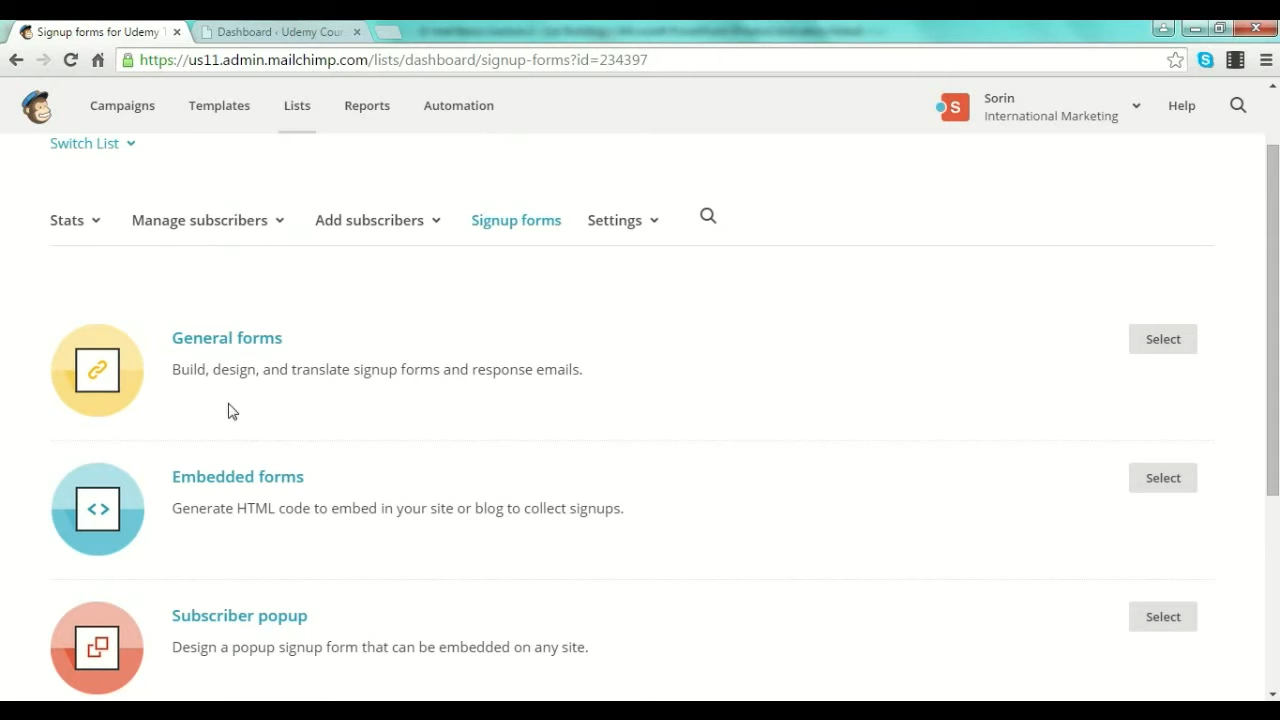 Signup forms for Udemy T
Dashboard ‹ Udemy Cour
https://us11.admin.mailchimp.com/lists/dashboard/signup-forms?id=234397
Campaigns Templates Lists Reports Automation
S
Sorin
International Marketing
Help
Switch List
Stats Manage subscribers Add subscribers Signup forms Settings
General forms
Select
Build, design, and translate signup forms and response emails.
Embedded forms
Select
Generate HTML code to embed in your site or blog to collect signups.
Subscriber popup
Select
Design a popup signup form that can be embedded on any site.